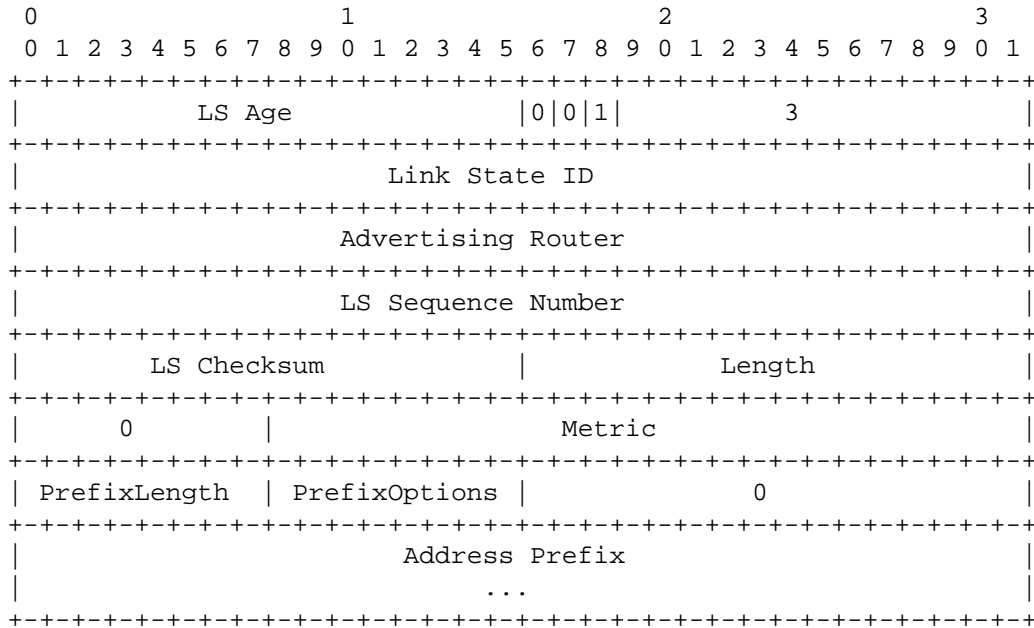 0                   1                   2                   3
0 1 2 3 4 5 6 7 8 9 0 1 2 3 4 5 6 7 8 9 0 1 2 3 4 5 6 7 8 9 0 1
+-+-+-+-+-+-+-+-+-+-+-+-+-+-+-+-+-+-+-+-+-+-+-+-+-+-+-+-+-+-+-+-+
|           LS Age              |0|0|1|          3              |
+-+-+-+-+-+-+-+-+-+-+-+-+-+-+-+-+-+-+-+-+-+-+-+-+-+-+-+-+-+-+-+-+
|                       Link State ID                           |
+-+-+-+-+-+-+-+-+-+-+-+-+-+-+-+-+-+-+-+-+-+-+-+-+-+-+-+-+-+-+-+-+
|                    Advertising Router                         |
+-+-+-+-+-+-+-+-+-+-+-+-+-+-+-+-+-+-+-+-+-+-+-+-+-+-+-+-+-+-+-+-+
|                    LS Sequence Number                         |
+-+-+-+-+-+-+-+-+-+-+-+-+-+-+-+-+-+-+-+-+-+-+-+-+-+-+-+-+-+-+-+-+
|        LS Checksum            |            Length             |
+-+-+-+-+-+-+-+-+-+-+-+-+-+-+-+-+-+-+-+-+-+-+-+-+-+-+-+-+-+-+-+-+
|      0        |                  Metric                       |
+-+-+-+-+-+-+-+-+-+-+-+-+-+-+-+-+-+-+-+-+-+-+-+-+-+-+-+-+-+-+-+-+
| PrefixLength  | PrefixOptions |              0                |
+-+-+-+-+-+-+-+-+-+-+-+-+-+-+-+-+-+-+-+-+-+-+-+-+-+-+-+-+-+-+-+-+
|                        Address Prefix                         |
|                             ...                               |
+-+-+-+-+-+-+-+-+-+-+-+-+-+-+-+-+-+-+-+-+-+-+-+-+-+-+-+-+-+-+-+-+